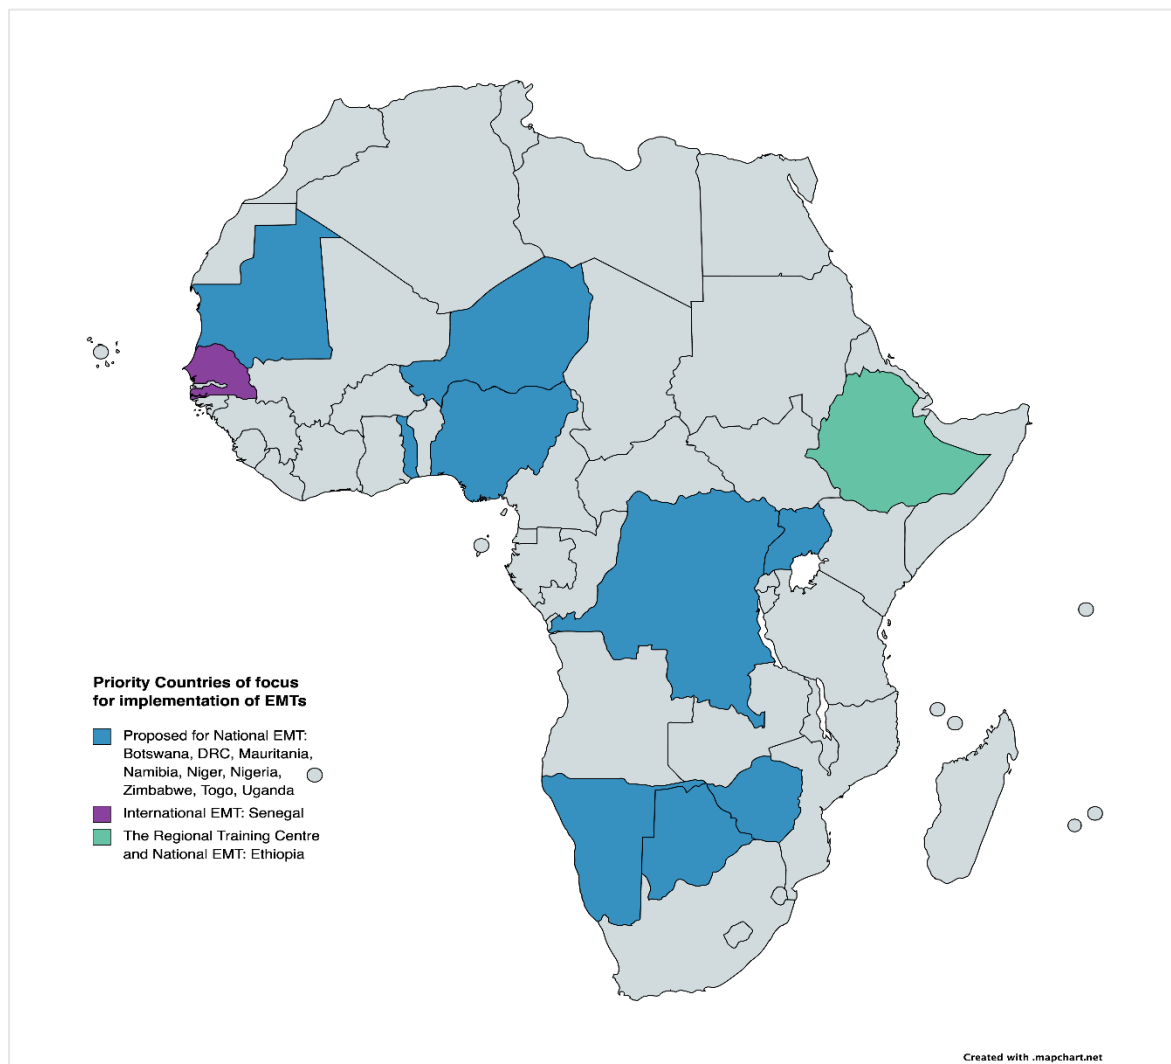 Priority Countries of focus
for implementation of EMTs
Proposed for National EMT:
Botswana, DRC, Mauritania,
Namibia, Niger, Nigeria,
Zimbabwe, Togo, Uganda
International EMT: Senegal
The Regional Training Centre
and National EMT: Ethiopia
Created with .mapchart.net